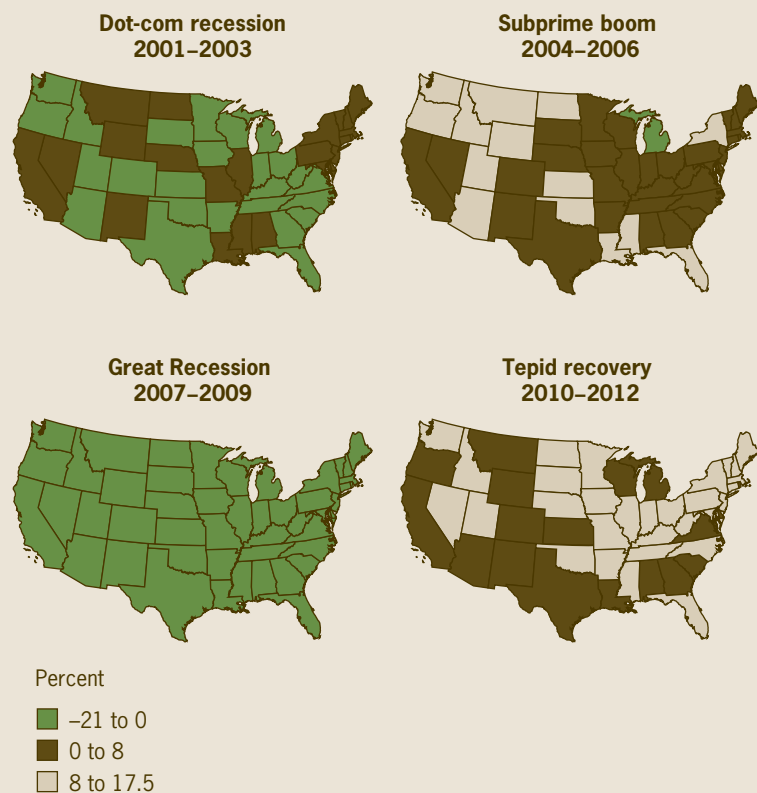 Dot-com recession
2001–2003
Subprime boom
2004–2006
Great Recession
2007–2009
Tepid recovery
2010–2012
Percent
–21 to 0
0 to 8
8 to 17.5